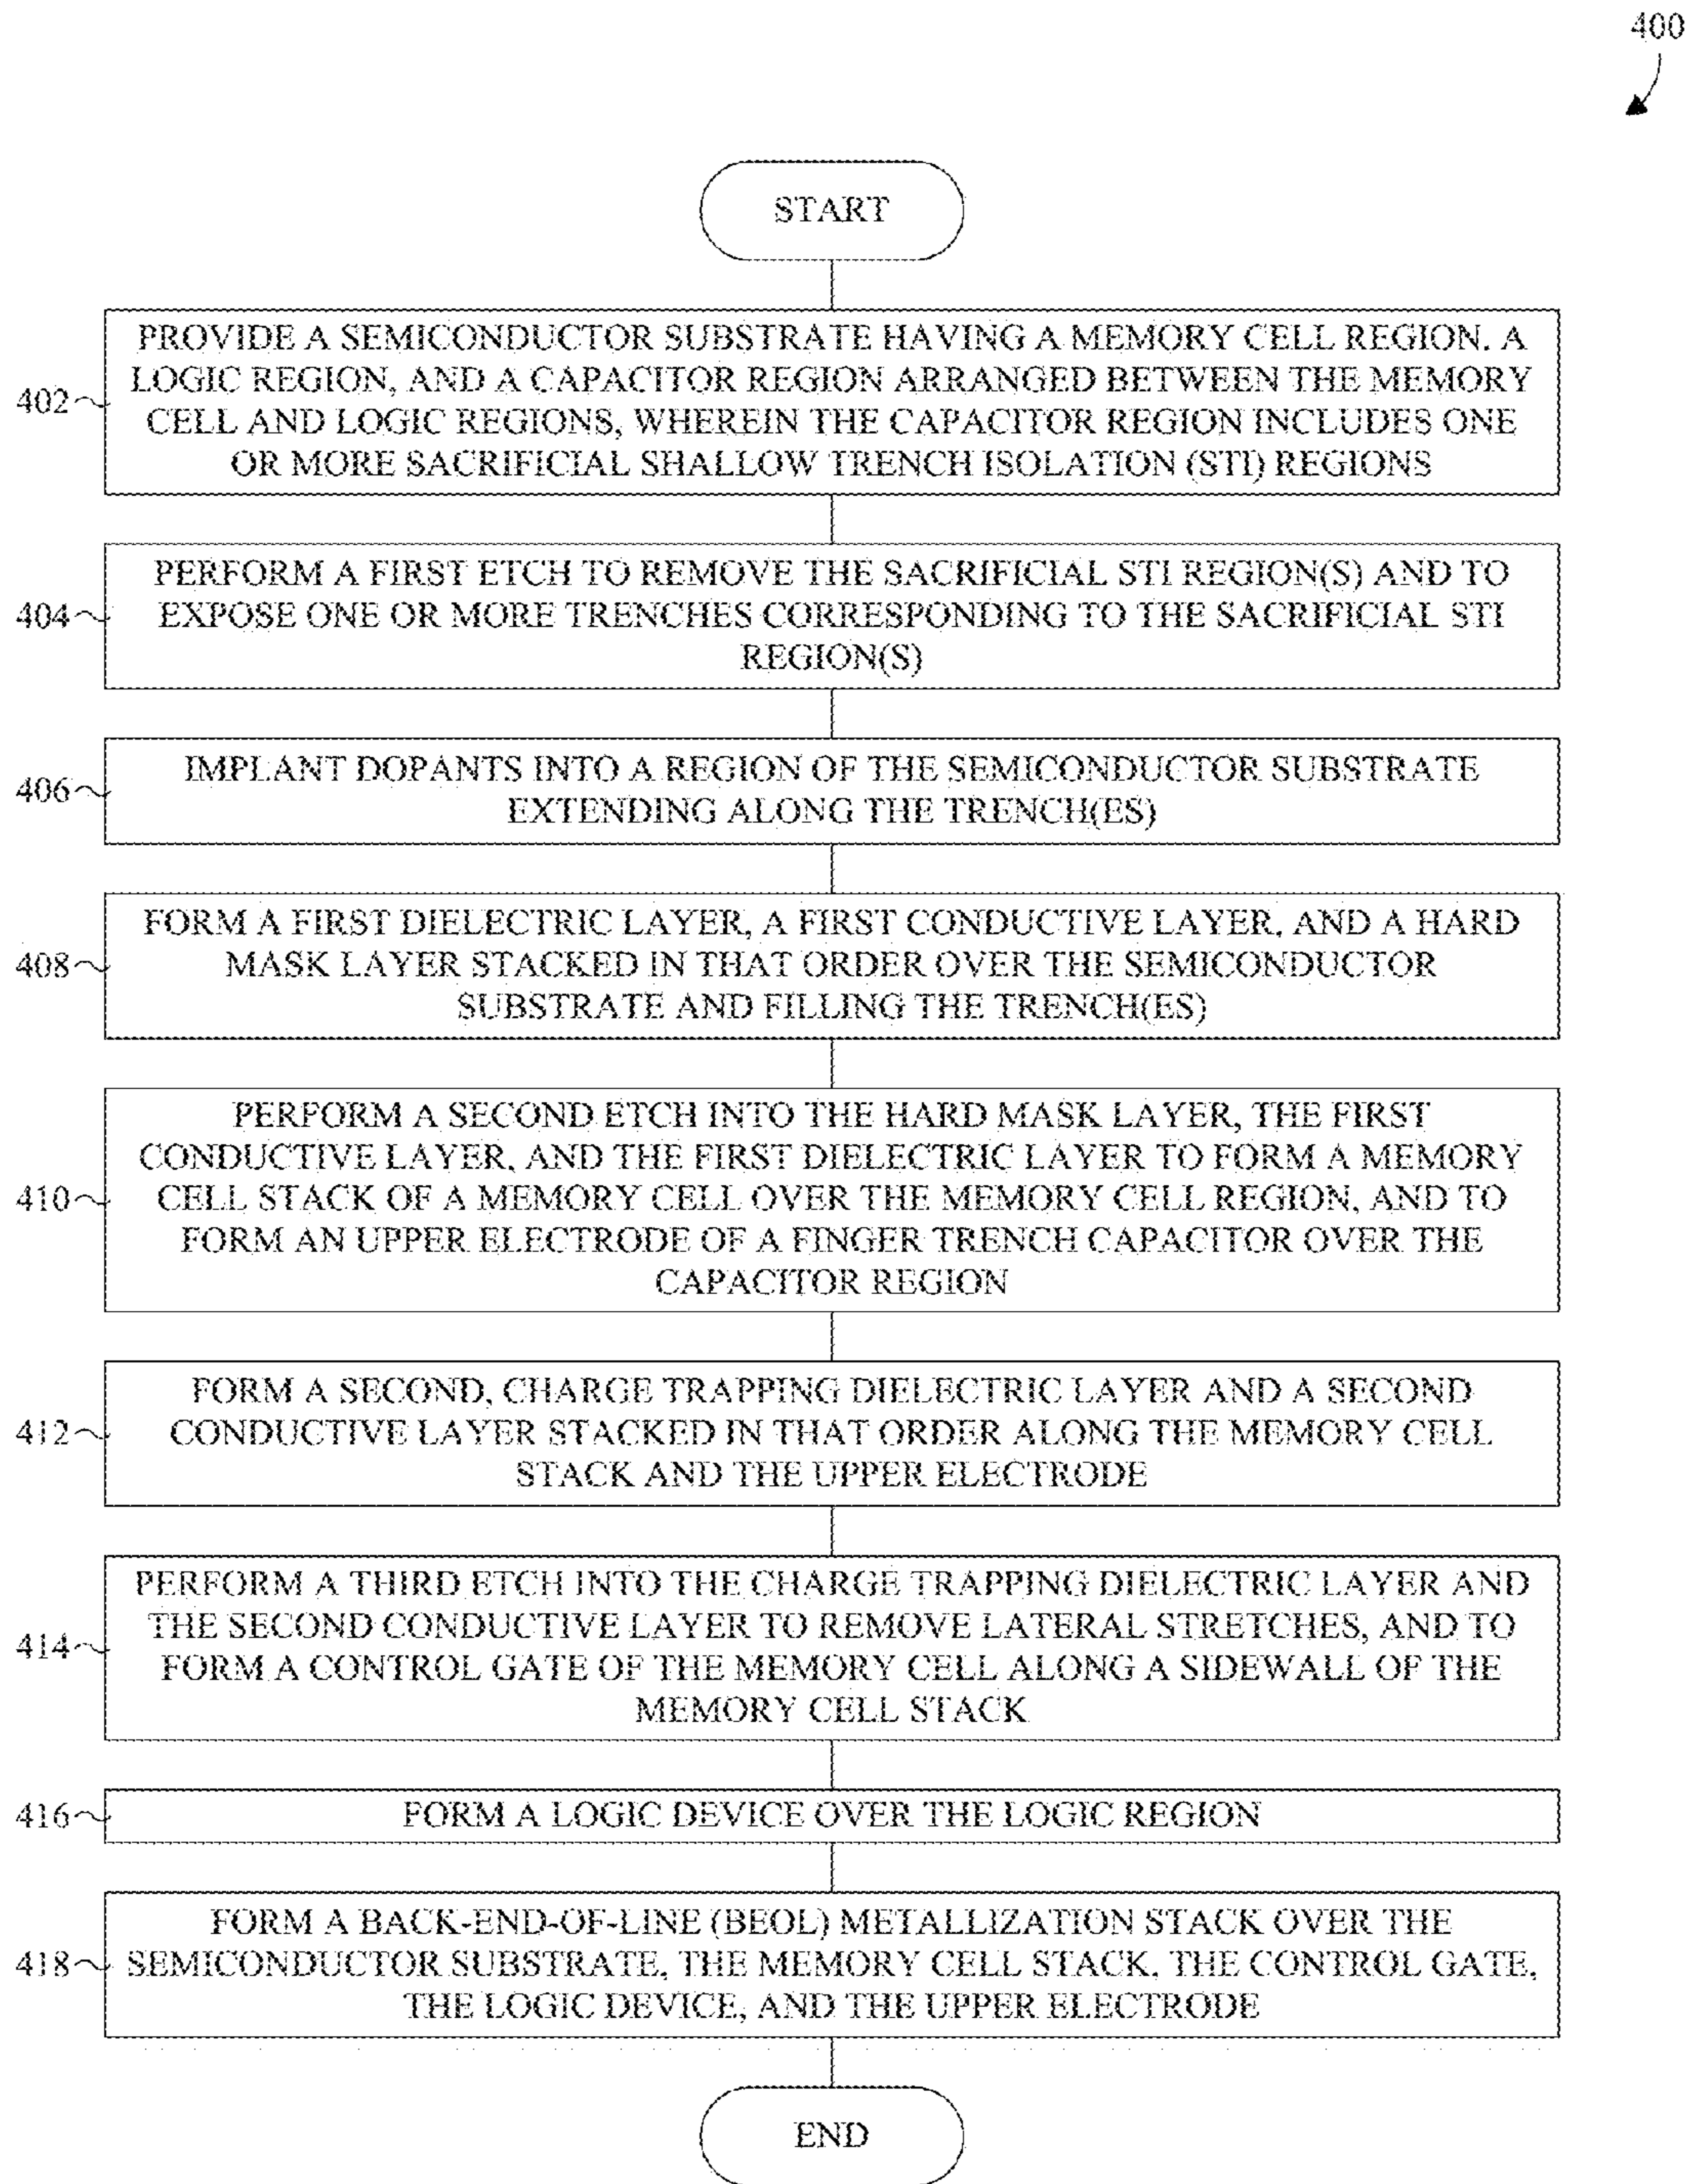 400
START
402
PROVIDE A SEMICONDUCTOR SUBSTRATE HAVING A MEMORY CELL REGION, A
LOGIC REGION, AND A CAPACITOR REGION ARRANGED BETWEEN THE MEMORY
CELL AND LOGIC REGIONS, WHEREIN THE CAPACITOR REGION INCLUDES ONE
OR MORE SACRIFICIAL SHALLOW TRENCH ISOLATION (STI) REGIONS
404
PERFORM A FIRST ETCH TO REMOVE THE SACRIFICIAL STI REGION(S) AND TO
EXPOSE ONE OR MORE TRENCHES CORRESPONDING TO THE SACRIFICIAL STI
REGION(S)
406
IMPLANT DOPANTS INTO A REGION OF THE SEMICONDUCTOR SUBSTRATE
EXTENDING ALONG THE TRENCH(ES)
408
FORM A FIRST DIELECTRIC LAYER, A FIRST CONDUCTIVE LAYER, AND A HARD
MASK LAYER STACKED IN THAT ORDER OVER THE SEMICONDUCTOR
SUBSTRATE AND FILLING THE TRENCH(ES)
410
PERFORM A SECOND ETCH INTO THE HARD MASK LAYER, THE FIRST
CONDUCTIVE LAYER, AND THE FIRST DIELECTRIC LAYER TO FORM A MEMORY
CELL STACK OF A MEMORY CELL OVER THE MEMORY CELL REGION, AND TO
FORM AN UPPER ELECTRODE OF A FINGER TRENCH CAPACITOR OVER THE
CAPACITOR REGION
412
FORM A SECOND, CHARGE TRAPPING DIELECTRIC LAYER AND A SECOND
CONDUCTIVE LAYER STACKED IN THAT ORDER ALONG THE MEMORY CELL
STACK AND THE UPPER ELECTRODE
414
PERFORM A THIRD ETCH INTO THE CHARGE TRAPPING DIELECTRIC LAYER AND
THE SECOND CONDUCTIVE LAYER TO REMOVE LATERAL STRETCHES, AND TO
FORM A CONTROL GATE OF THE MEMORY CELL ALONG A SIDEWALL OF THE
MEMORY CELL STACK
416
FORM A LOGIC DEVICE OVER THE LOGIC REGION
418
FORM A BACK-END-OF-LINE (BEOL) METALLIZATION STACK OVER THE
SEMICONDUCTOR SUBSTRATE, THE MEMORY CELL STACK, THE CONTROL GATE,
THE LOGIC DEVICE, AND THE UPPER ELECTRODE
END